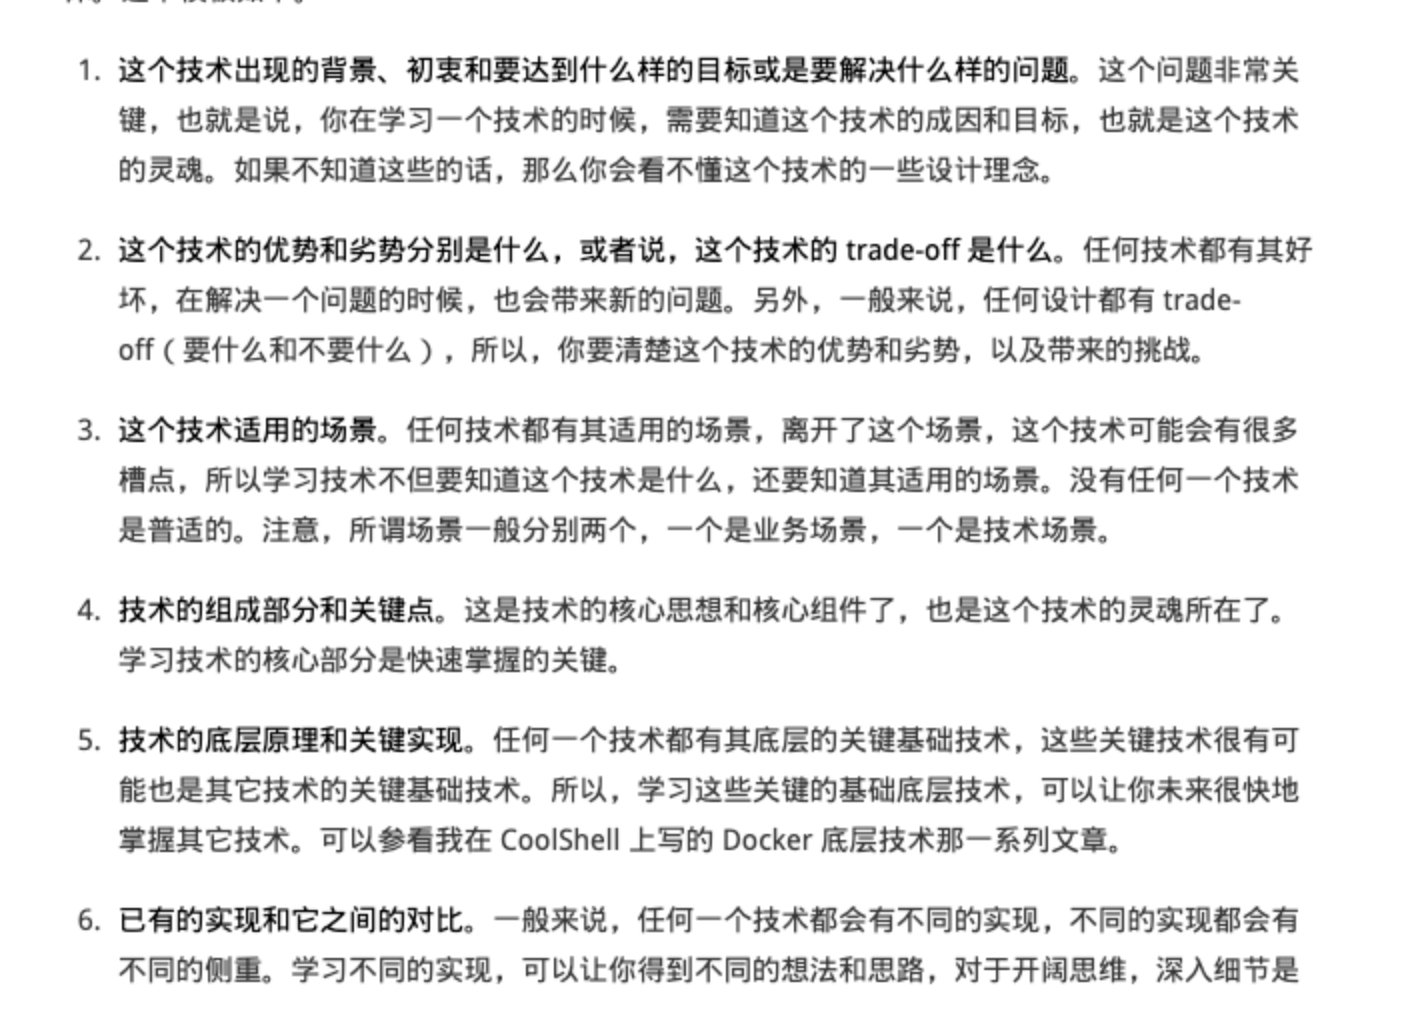 1. 这个技术出现的背景、初衷和要达到什么样的目标或是要解决什么样的问题。这个问题非常关
键，也就是说，你在学习一个技术的时候，需要知道这个技术的成因和目标，也就是这个技术
的灵魂。如果不知道这些的话，那么你会看不懂这个技术的一些设计理念。
2. 这个技术的优势和劣势分别是什么，或者说，这个技术的 trade-off 是什么。任何技术都有其好
坏，在解决一个问题的时候，也会带来新的问题。另外，一般来说，任何设计都有 trade-
off（要什么和不要什么），所以，你要清楚这个技术的优势和劣势，以及带来的挑战。
3. 这个技术适用的场景。任何技术都有其适用的场景，离开了这个场景，这个技术可能会有很多
槽点，所以学习技术不但要知道这个技术是什么，还要知道其适用的场景。没有任何一个技术
是普适的。注意，所谓场景一般分别两个，一个是业务场景，一个是技术场景。
4. 技术的组成部分和关键点。这是技术的核心思想和核心组件了，也是这个技术的灵魂所在了。
学习技术的核心部分是快速掌握的关键。
5. 技术的底层原理和关键实现。任何一个技术都有其底层的关键基础技术，这些关键技术很有可
能也是其它技术的关键基础技术。所以，学习这些关键的基础底层技术，可以让你未来很快地
掌握其它技术。可以参看我在 CoolShell 上写的 Docker 底层技术那一系列文章。
6. 已有的实现和它之间的对比。一般来说，任何一个技术都会有不同的实现，不同的实现都会有
不同的侧重。学习不同的实现，可以让你得到不同的想法和思路，对于开阔思维，深入细节是